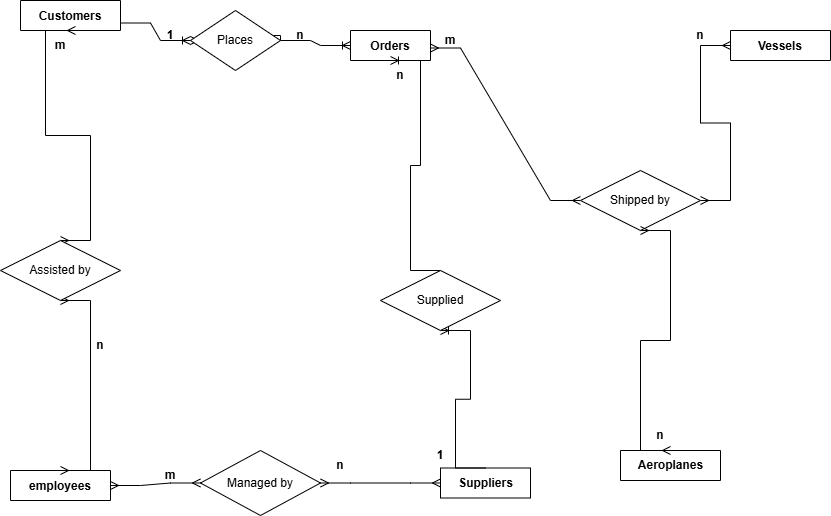 Customers
m
1
Places
n
Orders
m
n
Vessels
n
Shipped by
Assisted by
Supplied
n
1
n
m
Managed by
n
employees
Suppliers
Aeroplanes